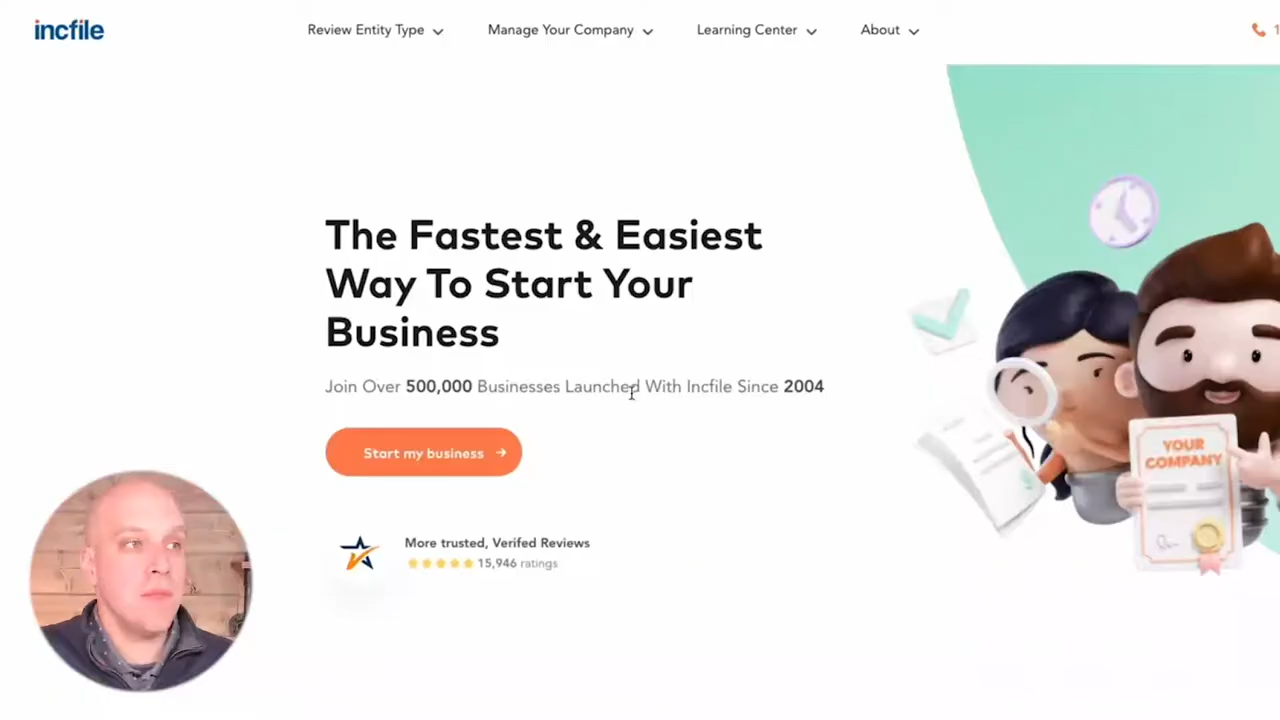 incfile
Review Entity Type
Manage Your Company
Learning Center
About
1
The Fastest & Easiest
Way To Start Your
Business
Join Over 500,000 Businesses Launched With Incfile Since 2004
Start my business
YOUR
COMPANY
More trusted, Verifed Reviews
15,946 ratings